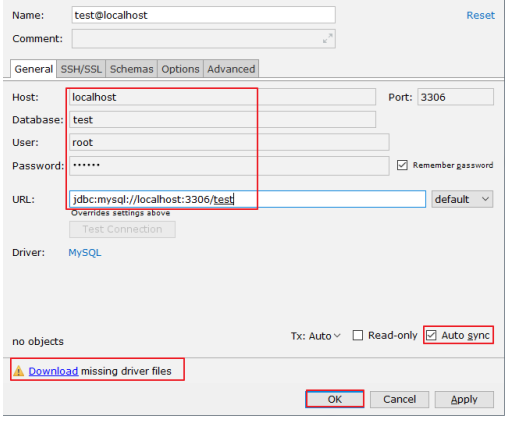 Name: test@localhost Reset
Comment:
General SSH/SSL Schemas Options Advanced
Host: localhost Port: 3306
Database: test
User: root
Password: •••••• Remember password
URL: jdbc:mysql://localhost:3306/test default
Overrides settings above
Test Connection
Driver: MySQL
Tx: Auto Read-only Auto sync
no objects
Download missing driver files
OK Cancel Apply